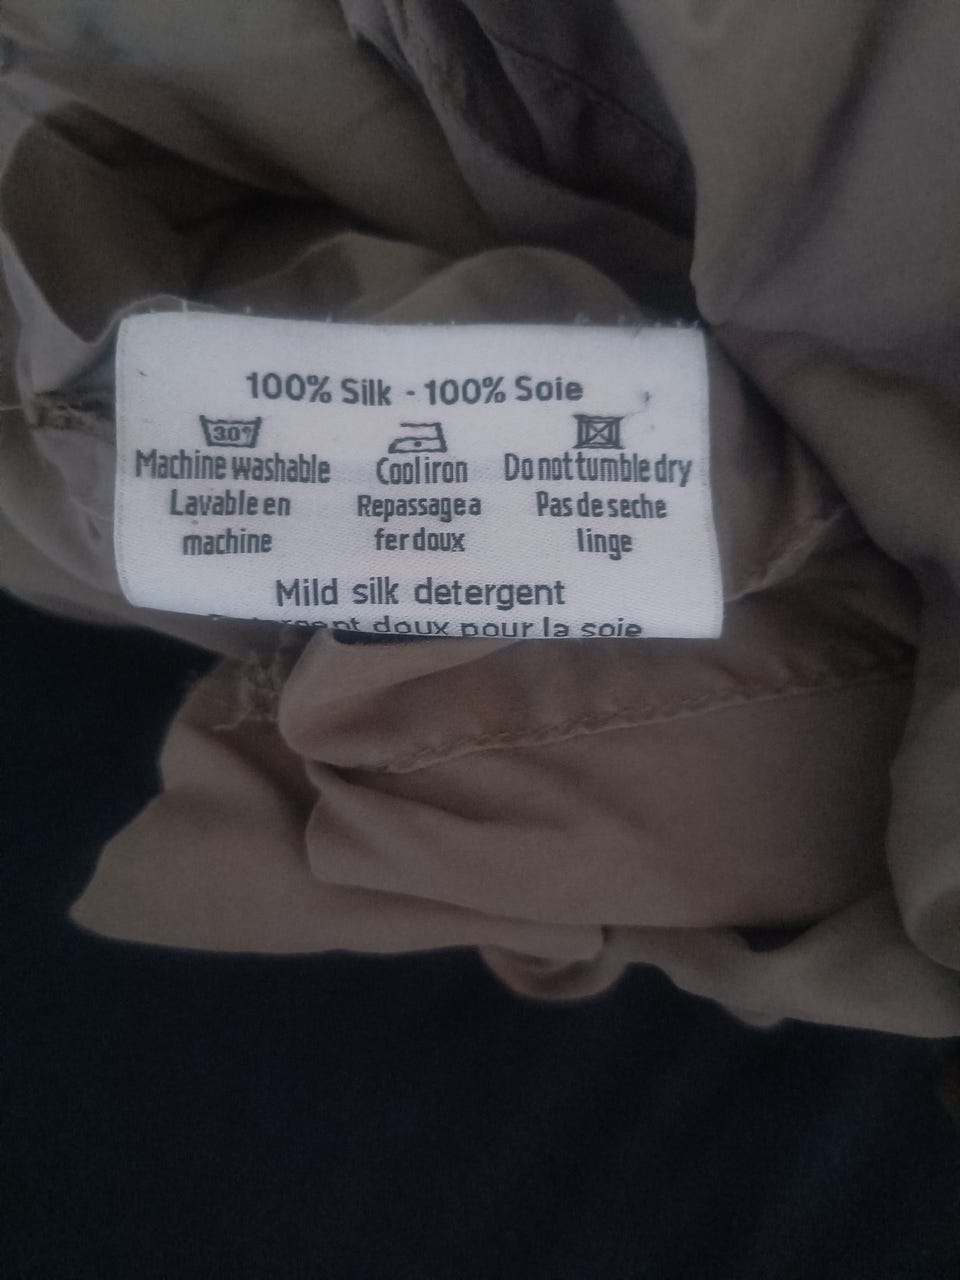 100% Silk - 100% Soie
30°
Machine washable Cool iron Do not tumble dry
Lavable en Repassage a Pas de seche
machine fer doux linge
Mild silk detergent
doux pour la soie